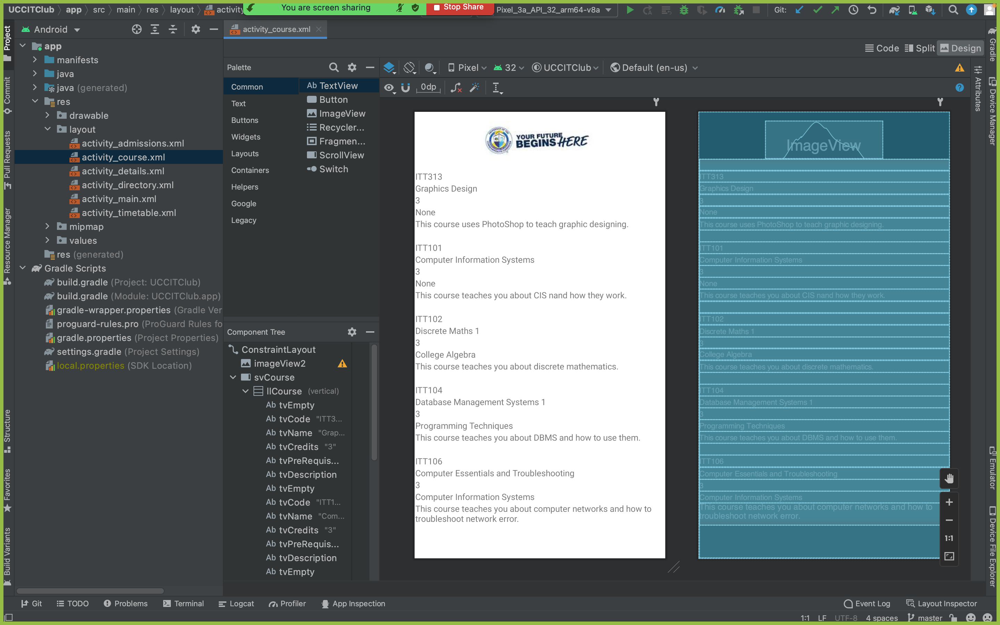 UCCITClub app src main res layout activity
You are screen sharing
Stop Share
Pixel_3a_API_32_arm64-v8a
Git:
Project
Commit
Pull Requests
Resource Manager
Structure
Favorites
Build Variants
Android
app
manifests
java
java (generated)
res
drawable
layout
activity_admissions.xml
activity_course.xml
activity_details.xml
activity_directory.xml
activity_main.xml
activity_timetable.xml
mipmap
values
res (generated)
Gradle Scripts
build.gradle (Project: UCCITClub)
build.gradle (Module: UCCITClub.app)
gradle-wrapper.properties (Gradle Ver
proguard-rules.pro (ProGuard Rules fo
gradle.properties (Project Properties)
settings.gradle (Project Settings)
local.properties (SDK Location)
activity_course.xml
Code Split Design
Palette
Common
Text
Buttons
Widgets
Layouts
Containers
Helpers
Google
Legacy
Ab TextView
Button
ImageView
Recycler...
Fragmen...
ScrollView
Switch
Pixel 32 UCCITClub Default (en-us)
0dp
Component Tree
ConstraintLayout
imageView2
svCourse
llCourse (vertical)
Ab tvEmpty
Ab tvCode "ITT3...
Ab tvName "Grap...
Ab tvCredits "3"
Ab tvPreRequis...
Ab tvDescription
Ab tvEmpty
Ab tvCode "ITT1...
Ab tvName "Com...
Ab tvCredits "3"
Ab tvPreRequis...
Ab tvDescription
Ab tvEmpty
YOUR FUTURE
BEGINS HERE
ITT313
Graphics Design
3
None
This course uses PhotoShop to teach graphic designing.
ITT101
Computer Information Systems
3
None
This course teaches you about CIS nand how they work.
ITT102
Discrete Maths 1
3
College Algebra
This course teaches you about discrete mathematics.
ITT104
Database Management Systems 1
3
Programming Techniques
This course teaches you about DBMS and how to use them.
ITT106
Computer Essentials and Troubleshooting
3
Computer Information Systems
This course teaches you about computer networks and how to
troubleshoot network error.
ImageView
ITT313
Graphics Design
3
None
This course uses PhotoShop to teach graphic designing.
ITT101
Computer Information Systems
3
None
This course teaches you about CIS nand how they work.
ITT102
Discrete Maths 1
3
College Algebra
This course teaches you about discrete mathematics.
ITT104
Database Management Systems 1
3
Programming Techniques
This course teaches you about DBMS and how to use them.
ITT106
Computer Essentials and Troubleshooting
3
Computer Information Systems
This course teaches you about computer networks and how to
troubleshoot network error.
1:1
Attributes
Gradle
Device Manager
Emulator
Device File Explorer
Git TODO Problems Terminal Logcat Profiler App Inspection Event Log Layout Inspector
1:1 LF UTF-8 4 spaces master